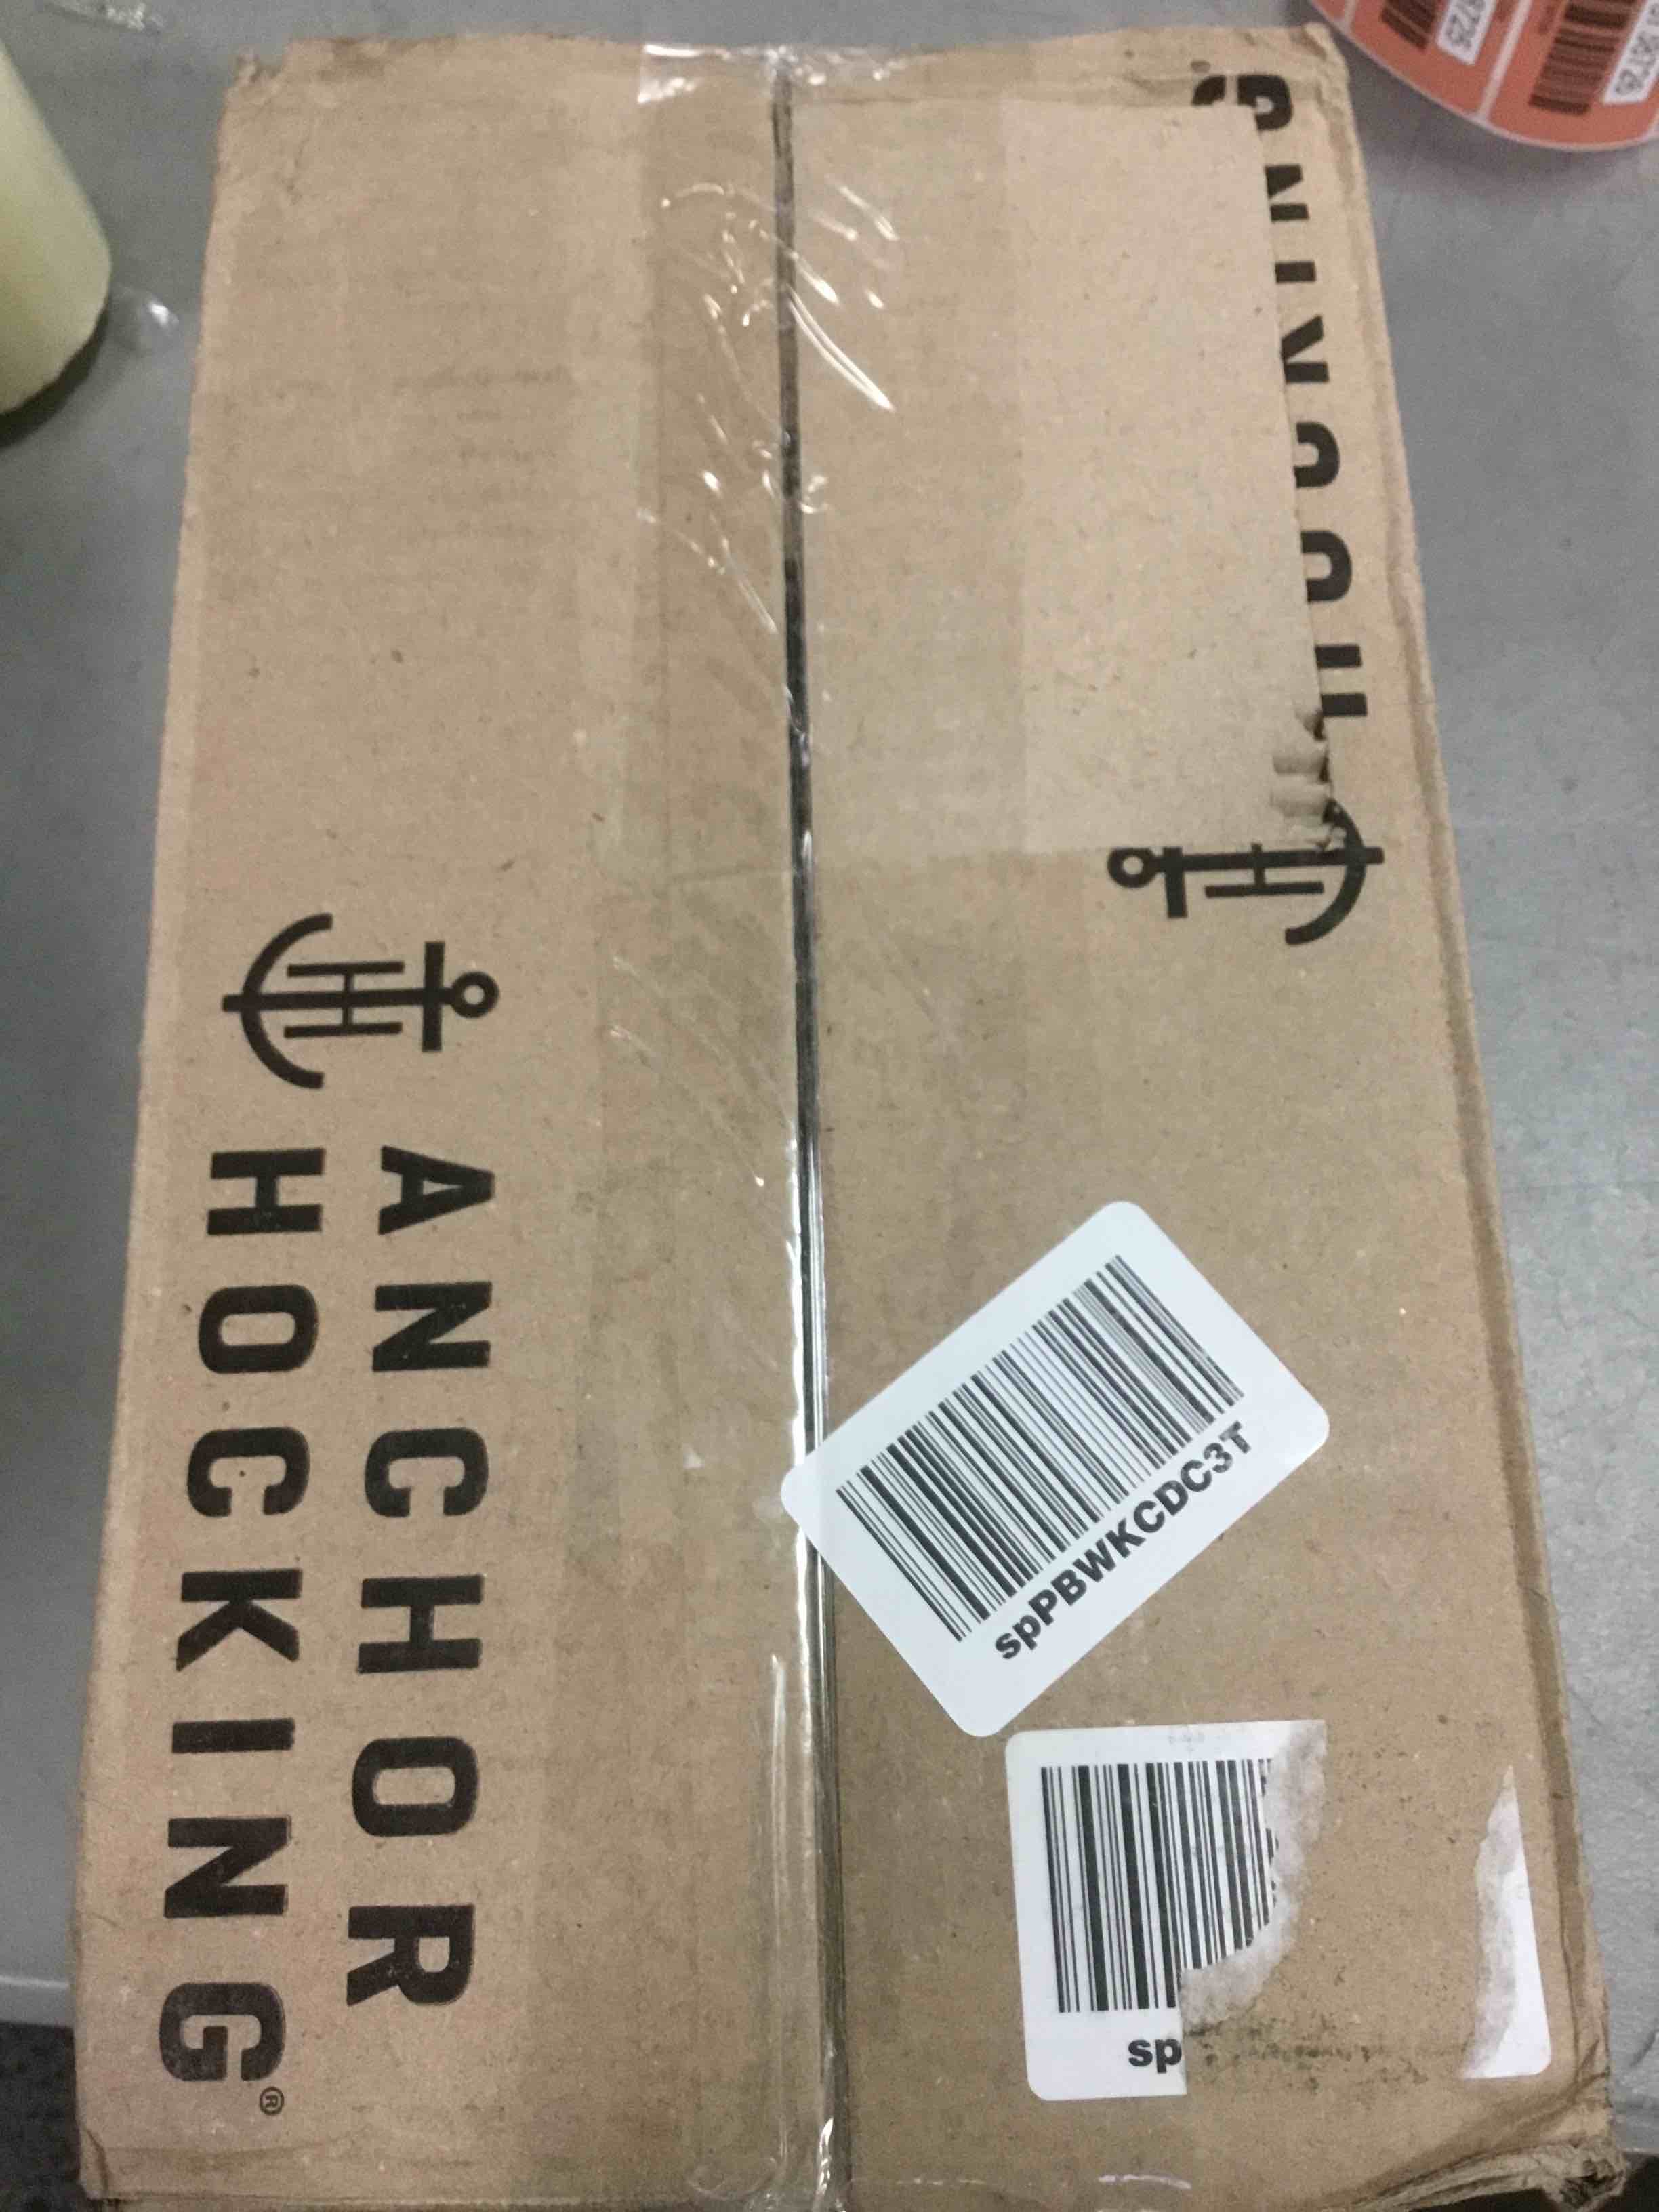 ANCHOR
HOCKING®
spPBWKCDC3T
sp